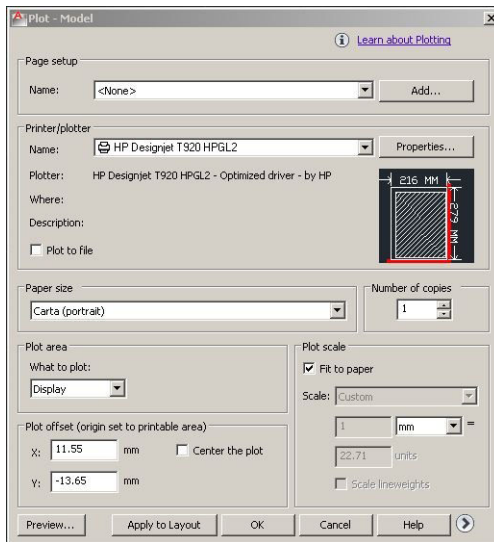 Plot - Model
Learn about Plotting
Page setup
Name: <None> Add...
Printer/plotter
Name: HP Designjet T920 HPGL2 Properties...
Plotter: HP Designjet T920 HPGL2 - Optimized driver - by HP
Where:
Description:
Plot to file
216 MM
279 MM
Paper size
Carta (portrait)
Number of copies
1
Plot area
What to plot:
Display
Plot scale
Fit to paper
Scale: Custom
1 mm =
22.71 units
Scale lineweights
Plot offset (origin set to printable area)
X: 11.55 mm Center the plot
Y: -13.65 mm
Preview... Apply to Layout OK Cancel Help